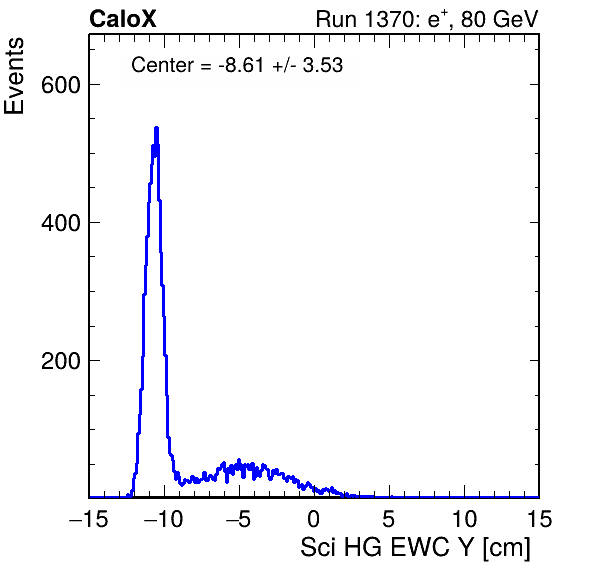 CaloX Run 1370: e⁺, 80 GeV
Center = -8.61 +/- 3.53
Events
600
400
200
−15 −10 −5 0 5 10 15
Sci HG EWC Y [cm]